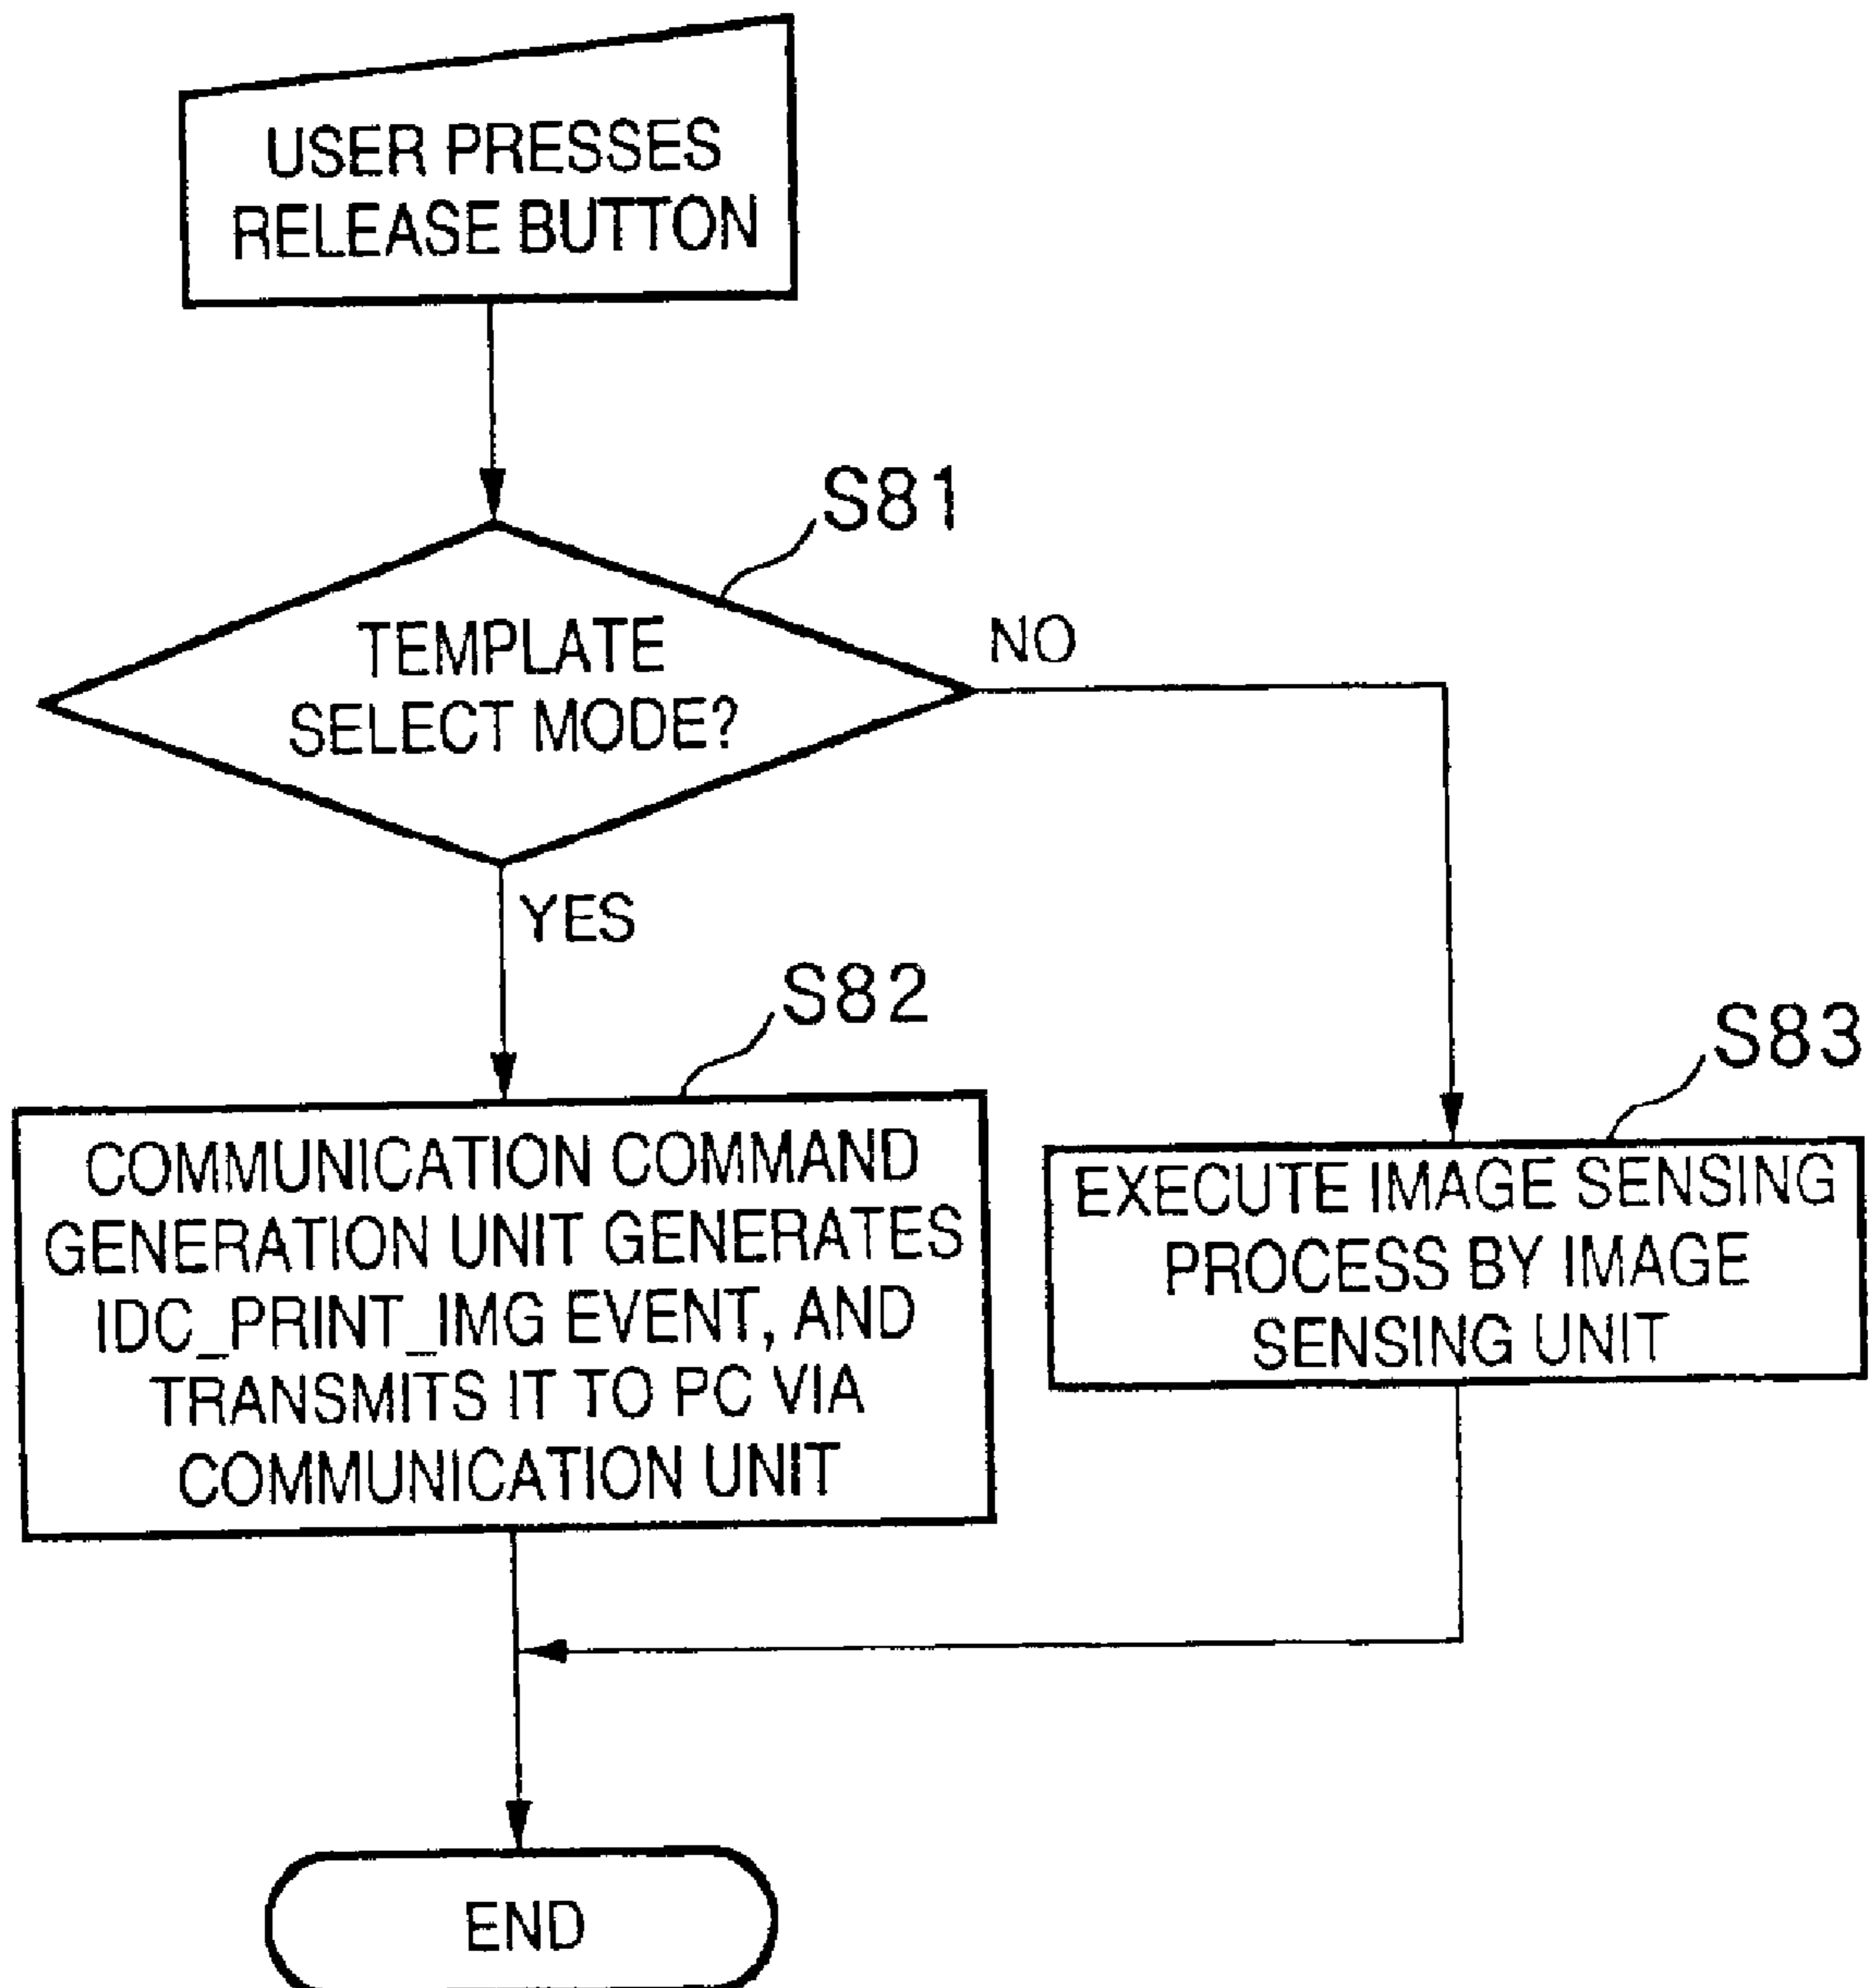 USER PRESSES
RELEASE BUTTON
S81
TEMPLATE
SELECT MODE?
NO
YES
S82
COMMUNICATION COMMAND
GENERATION UNIT GENERATES
IDC_PRINT_IMG EVENT, AND
TRANSMITS IT TO PC VIA
COMMUNICATION UNIT
S83
EXECUTE IMAGE SENSING
PROCESS BY IMAGE
SENSING UNIT
END